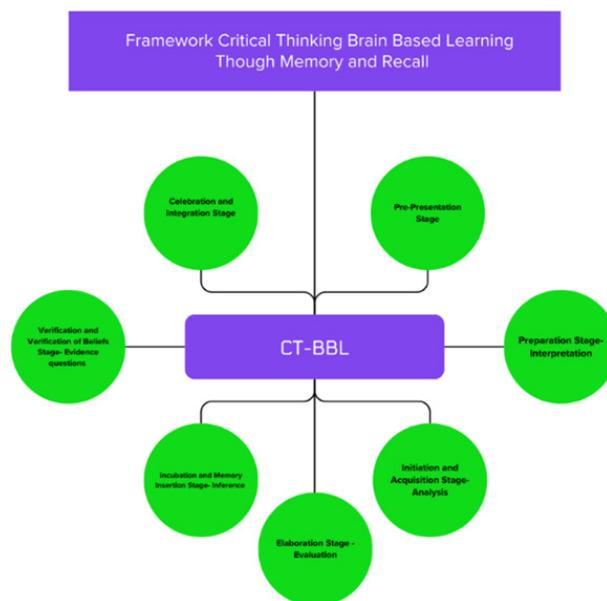 Framework Critical Thinking Brain Based Learning
Though Memory and Recall
Celebration and
Integration Stage
Pre-Presentation
Stage
Verification and
Verification of Beliefs
Stage- Evidence
questions
CT-BBL
Preparation Stage-
Interpretation
Incubation and Memory
Insertion Stage- Inference
Initiation and
Acquisition Stage-
Analysis
Elaboration Stage -
Evaluation